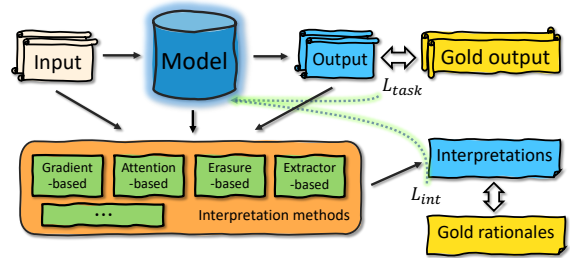 Input
Model
Output
Gold output
L_task
Gradient
-based
Attention
-based
Erasure
-based
Extractor
-based
...
Interpretation methods
Interpretations
L_int
Gold rationales